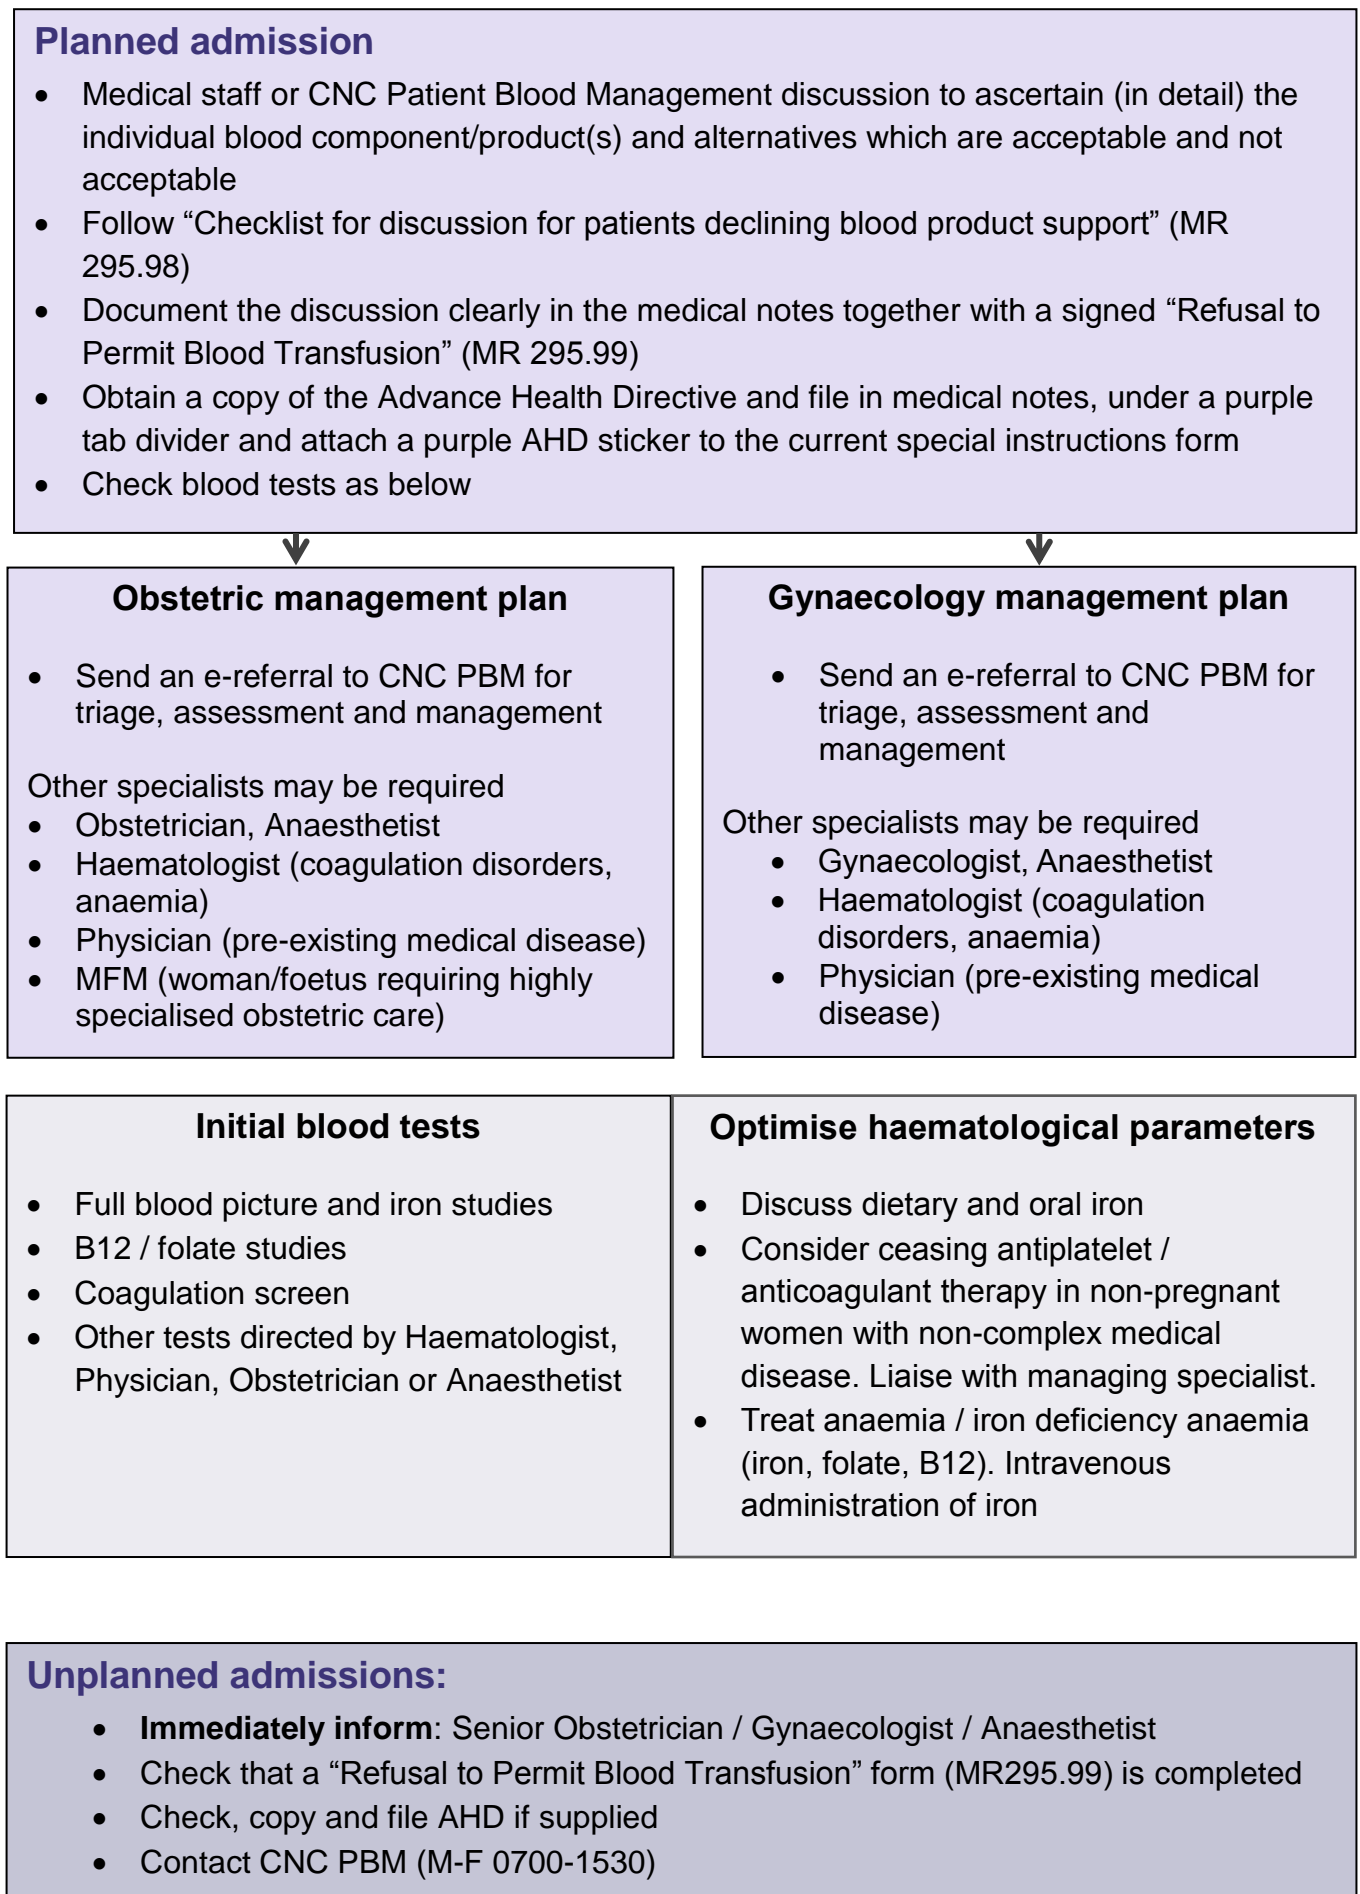 Planned admission
• Medical staff or CNC Patient Blood Management discussion to ascertain (in detail) the
individual blood component/product(s) and alternatives which are acceptable and not
acceptable
• Follow “Checklist for discussion for patients declining blood product support” (MR
295.98)
• Document the discussion clearly in the medical notes together with a signed “Refusal to
Permit Blood Transfusion” (MR 295.99)
• Obtain a copy of the Advance Health Directive and file in medical notes, under a purple
tab divider and attach a purple AHD sticker to the current special instructions form
• Check blood tests as below
Obstetric management plan
• Send an e-referral to CNC PBM for
triage, assessment and management
Other specialists may be required
• Obstetrician, Anaesthetist
• Haematologist (coagulation disorders,
anaemia)
• Physician (pre-existing medical disease)
• MFM (woman/foetus requiring highly
specialised obstetric care)
Gynaecology management plan
• Send an e-referral to CNC PBM for
triage, assessment and
management
Other specialists may be required
• Gynaecologist, Anaesthetist
• Haematologist (coagulation
disorders, anaemia)
• Physician (pre-existing medical
disease)
Initial blood tests
• Full blood picture and iron studies
• B12 / folate studies
• Coagulation screen
• Other tests directed by Haematologist,
Physician, Obstetrician or Anaesthetist
Optimise haematological parameters
• Discuss dietary and oral iron
• Consider ceasing antiplatelet /
anticoagulant therapy in non-pregnant
women with non-complex medical
disease. Liaise with managing specialist.
• Treat anaemia / iron deficiency anaemia
(iron, folate, B12). Intravenous
administration of iron
Unplanned admissions:
• Immediately inform: Senior Obstetrician / Gynaecologist / Anaesthetist
• Check that a “Refusal to Permit Blood Transfusion” form (MR295.99) is completed
• Check, copy and file AHD if supplied
• Contact CNC PBM (M-F 0700-1530)